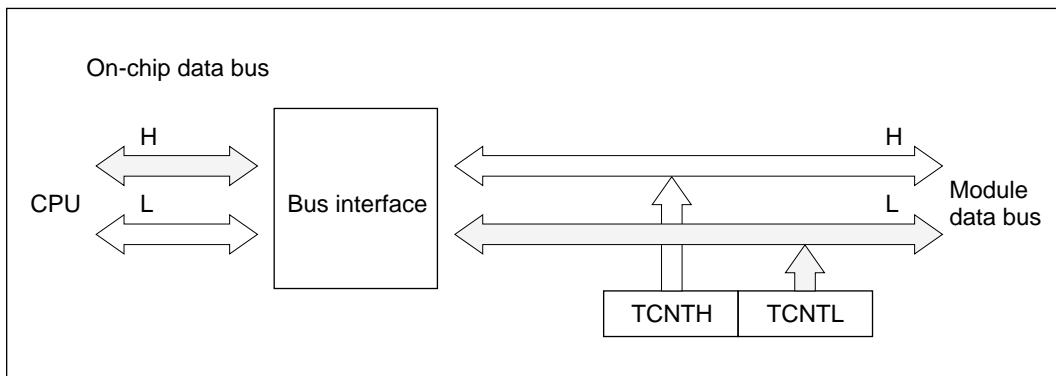 On-chip data bus
H
H
CPU
L
Bus interface
L
Module
data bus
TCNTH
TCNTL